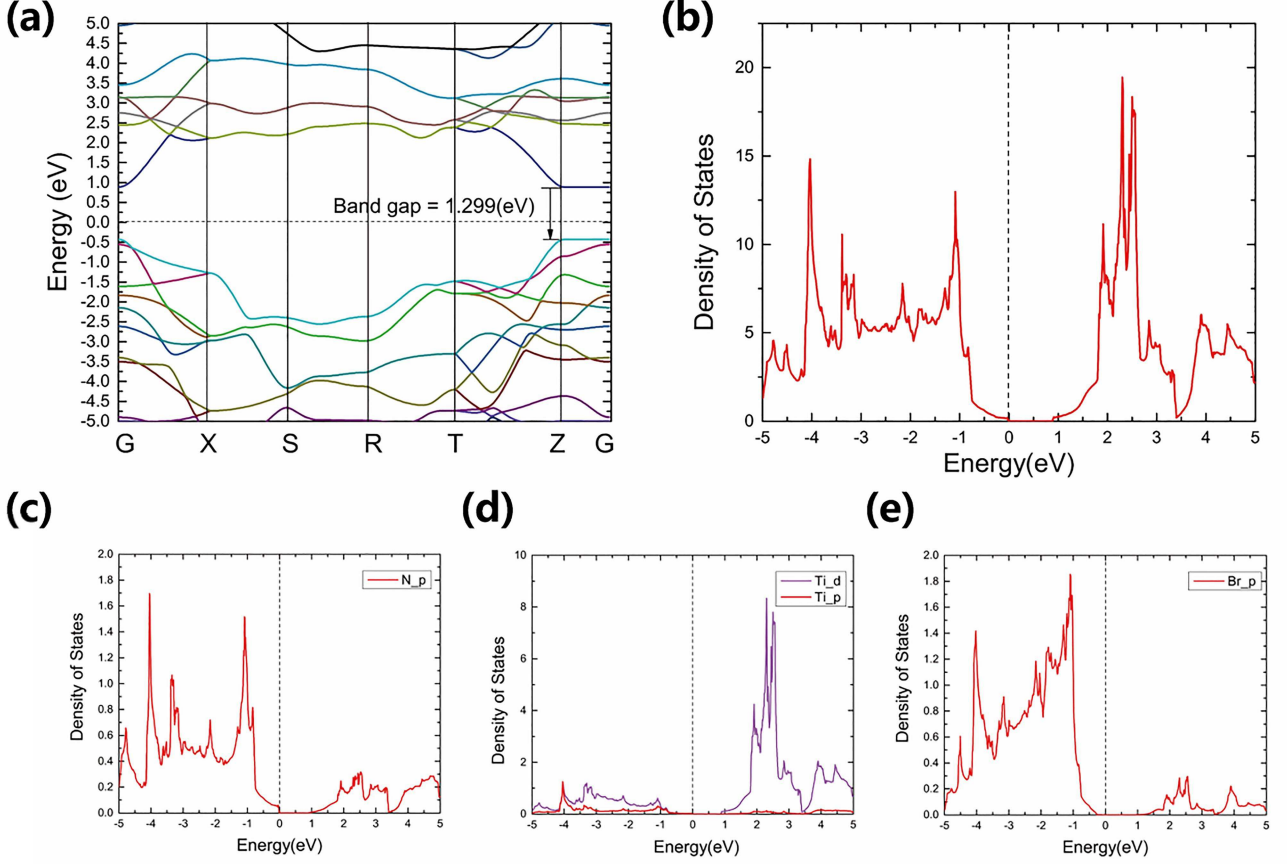 (a)
5.0
4.5
4.0
3.5
3.0
2.5
2.0
1.5
1.0
0.5
0.0
-0.5
-1.0
-1.5
-2.0
-2.5
-3.0
-3.5
-4.0
-4.5
-5.0
Energy (eV)
Band gap = 1.299(eV)
G X S R T Z G
(b)
20
15
10
5
0
Density of States
-5 -4 -3 -2 -1 0 1 2 3 4 5
Energy(eV)
(c)
2.0
1.8
1.6
1.4
1.2
1.0
0.8
0.6
0.4
0.2
0.0
Density of States
N_p
-5 -4 -3 -2 -1 0 1 2 3 4 5
Energy(eV)
(d)
10
8
6
4
2
0
Density of States
Ti_d
Ti_p
-5 -4 -3 -2 -1 0 1 2 3 4 5
Energy(eV)
(e)
2.0
1.8
1.6
1.4
1.2
1.0
0.8
0.6
0.4
0.2
0.0
Density of States
Br_p
-5 -4 -3 -2 -1 0 1 2 3 4 5
Energy(eV)